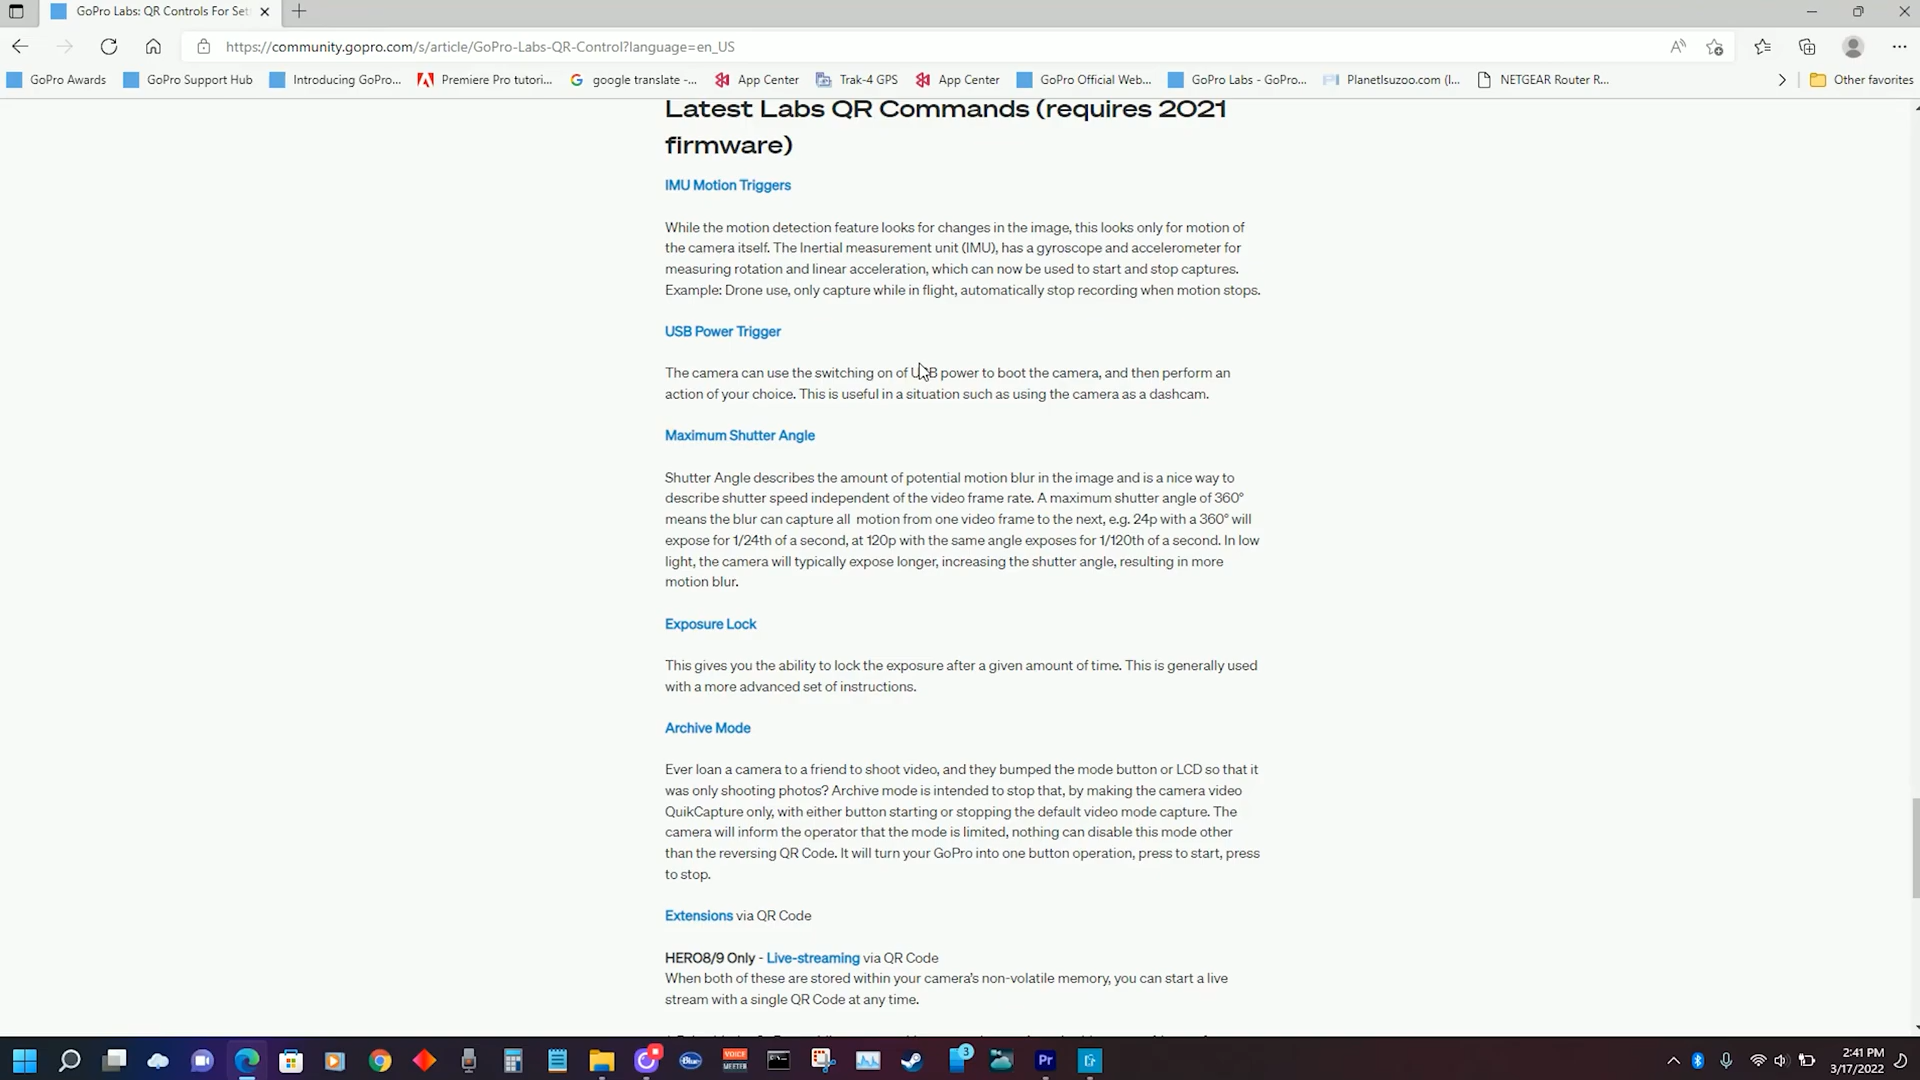 GoPro Labs: QR Controls For Set
https://community.gopro.com/s/article/GoPro-Labs-QR-Control?language=en_US
GoPro Awards
GoPro Support Hub
Introducing GoPro...
Premiere Pro tutori...
google translate -...
App Center
Trak-4 GPS
App Center
GoPro Official Web...
GoPro Labs - GoPro...
PlanetIsuzoo.com (I...
NETGEAR Router R...
Other favorites
Latest Labs QR Commands (requires 2021
firmware)
IMU Motion Triggers
While the motion detection feature looks for changes in the image, this looks only for motion of
the camera itself. The Inertial measurement unit (IMU), has a gyroscope and accelerometer for
measuring rotation and linear acceleration, which can now be used to start and stop captures.
Example: Drone use, only capture while in flight, automatically stop recording when motion stops.
USB Power Trigger
The camera can use the switching on of USB power to boot the camera, and then perform an
action of your choice. This is useful in a situation such as using the camera as a dashcam.
Maximum Shutter Angle
Shutter Angle describes the amount of potential motion blur in the image and is a nice way to
describe shutter speed independent of the video frame rate. A maximum shutter angle of 360°
means the blur can capture all motion from one video frame to the next, e.g. 24p with a 360° will
expose for 1/24th of a second, at 120p with the same angle exposes for 1/120th of a second. In low
light, the camera will typically expose longer, increasing the shutter angle, resulting in more
motion blur.
Exposure Lock
This gives you the ability to lock the exposure after a given amount of time. This is generally used
with a more advanced set of instructions.
Archive Mode
Ever loan a camera to a friend to shoot video, and they bumped the mode button or LCD so that it
was only shooting photos? Archive mode is intended to stop that, by making the camera video
QuikCapture only, with either button starting or stopping the default video mode capture. The
camera will inform the operator that the mode is limited, nothing can disable this mode other
than the reversing QR Code. It will turn your GoPro into one button operation, press to start, press
to stop.
Extensions via QR Code
HERO8/9 Only - Live-streaming via QR Code
When both of these are stored within your camera's non-volatile memory, you can start a live
stream with a single QR Code at any time.
Blue
VOICE
MEETER
3
Pr
2:41 PM
3/17/2022